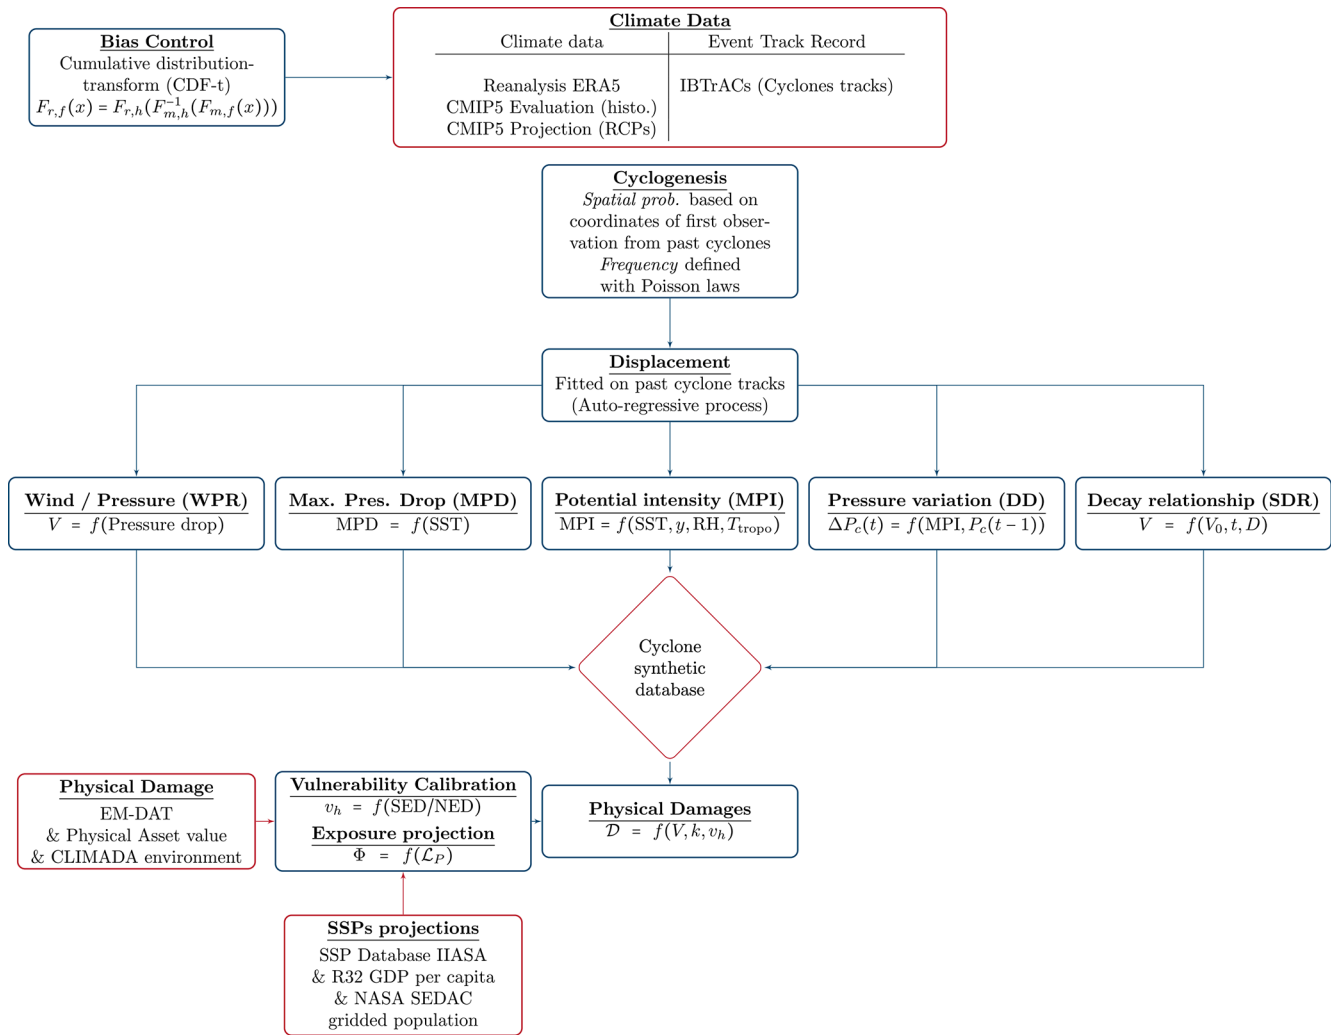 Bias Control
Cumulative distribution-
transform (CDF-t)
F_{r,f}(x) = F_{r,h}(F^{-1}_{m,h}(F_{m,f}(x)))
Climate Data
Climate data | Event Track Record
Reanalysis ERA5 | IBTrACs (Cyclones tracks)
CMIP5 Evaluation (histo.)
CMIP5 Projection (RCPs)
Cyclogenesis
Spatial prob. based on
coordinates of first obser-
vation from past cyclones
Frequency defined
with Poisson laws
Displacement
Fitted on past cyclone tracks
(Auto-regressive process)
Wind / Pressure (WPR)
V = f(Pressure drop)
Max. Pres. Drop (MPD)
MPD = f(SST)
Potential intensity (MPI)
MPI = f(SST, y, RH, T_{tropo})
Pressure variation (DD)
ΔP_c(t) = f(MPI, P_c(t − 1))
Decay relationship (SDR)
V = f(V_0, t, D)
Cyclone
synthetic
database
Physical Damage
EM-DAT
& Physical Asset value
& CLIMADA environment
Vulnerability Calibration
v_h = f(SED/NED)
Exposure projection
Φ = f(ℒ_P)
Physical Damages
𝒟 = f(V, k, v_h)
SSPs projections
SSP Database IIASA
& R32 GDP per capita
& NASA SEDAC
gridded population